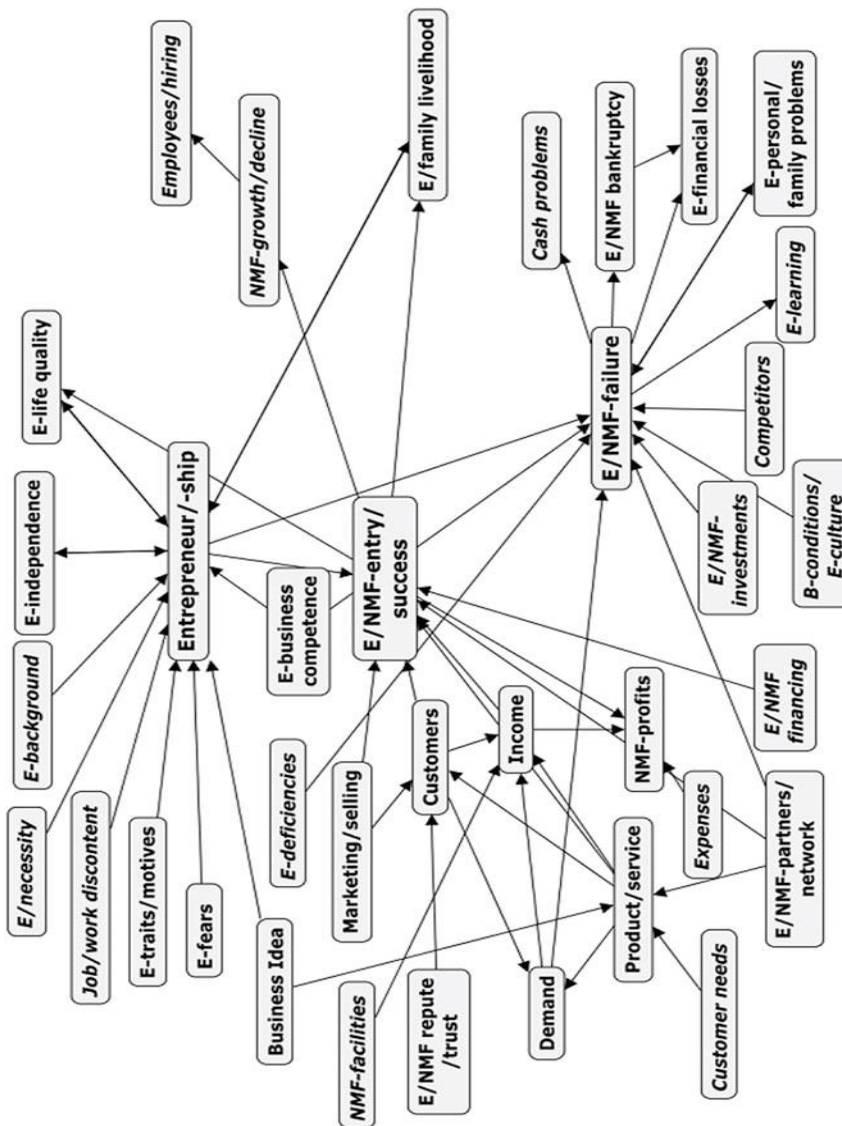 E/necessity
Job/work discontent
E-traits/motives
E-fears
Business Idea
NMF-facilities
E/NMF repute
/trust
Demand
Customer needs
E-background
E-deficiencies
Marketing/selling
Customers
Income
Product/service
Expenses
E/NMF-partners/
network
E-independence
Entrepreneur/-ship
E-business
competence
E/NMF-entry/
success
NMF-profits
E/NMF
financing
E-life quality
E/NMF-failure
E/NMF-
investments
B-conditions/
E-culture
Competitors
E-learning
Employees/hiring
NMF-growth/decline
E/family livelihood
Cash problems
E/NMF bankruptcy
E-financial losses
E-personal/
family problems